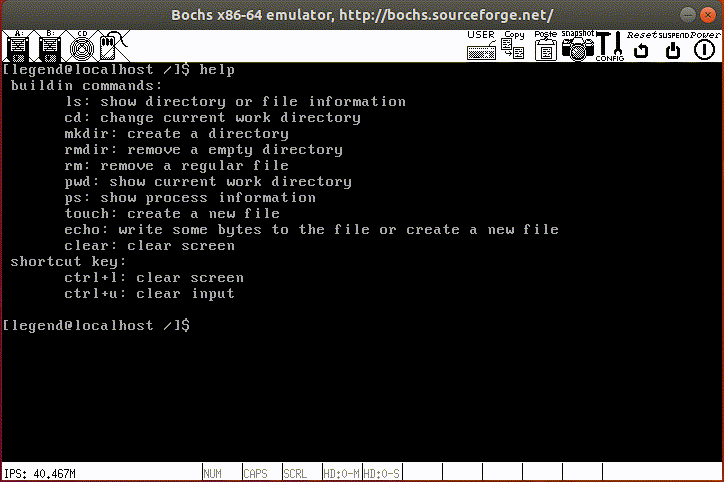 Bochs x86-64 emulator, http://bochs.sourceforge.net/
A: B: CD USER Copy Paste snapshot CONFIG Reset SUSPEND Power
[legend@localhost /]$ help
buildin commands:
ls: show directory or file information
cd: change current work directory
mkdir: create a directory
rmdir: remove a empty directory
rm: remove a regular file
pwd: show current work directory
ps: show process information
touch: create a new file
echo: write some bytes to the file or create a new file
clear: clear screen
shortcut key:
ctrl+l: clear screen
ctrl+u: clear input
[legend@localhost /]$
IPS: 40.467M NUM CAPS SCRL HD:0-M HD:0-S